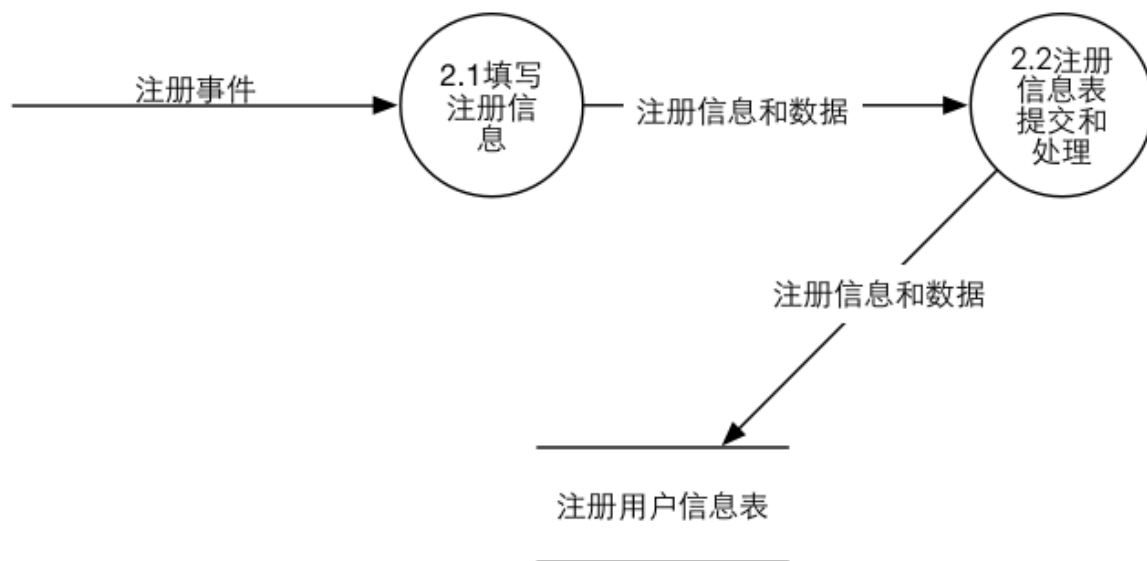 注册事件
2.1填写
注册信
息
注册信息和数据
2.2注册
信息表
提交和
处理
注册信息和数据
注册用户信息表